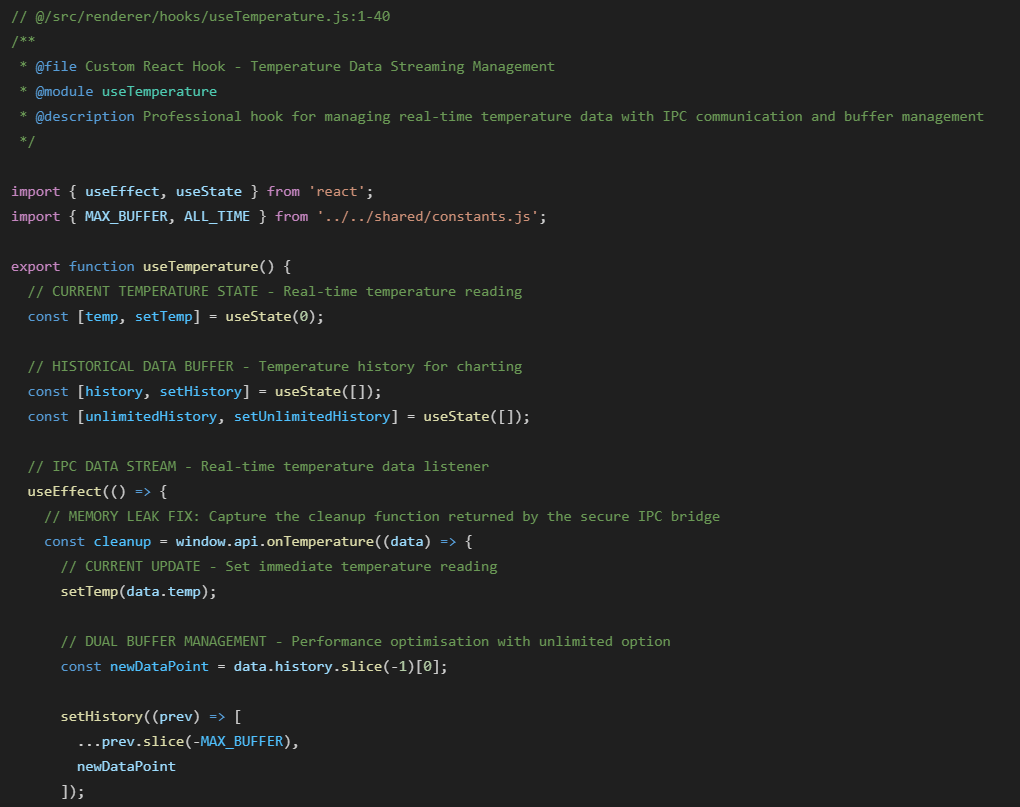 // @/src/renderer/hooks/useTemperature.js:1-40
/**
 * @file Custom React Hook - Temperature Data Streaming Management
 * @module useTemperature
 * @description Professional hook for managing real-time temperature data with IPC communication and buffer management
 */

import { useEffect, useState } from 'react';
import { MAX_BUFFER, ALL_TIME } from '../../shared/constants.js';

export function useTemperature() {
  // CURRENT TEMPERATURE STATE - Real-time temperature reading
  const [temp, setTemp] = useState(0);

  // HISTORICAL DATA BUFFER - Temperature history for charting
  const [history, setHistory] = useState([]);
  const [unlimitedHistory, setUnlimitedHistory] = useState([]);

  // IPC DATA STREAM - Real-time temperature data listener
  useEffect(() => {
    // MEMORY LEAK FIX: Capture the cleanup function returned by the secure IPC bridge
    const cleanup = window.api.onTemperature((data) => {
      // CURRENT UPDATE - Set immediate temperature reading
      setTemp(data.temp);

      // DUAL BUFFER MANAGEMENT - Performance optimisation with unlimited option
      const newDataPoint = data.history.slice(-1)[0];

      setHistory((prev) => [
        ...prev.slice(-MAX_BUFFER),
        newDataPoint
      ]);